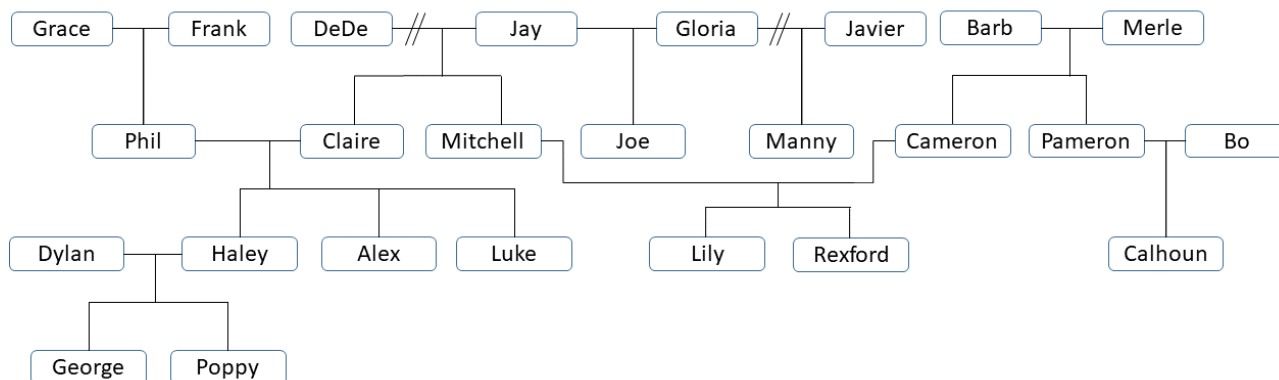 Grace
Frank
DeDe
Jay
Gloria
Javier
Barb
Merle
Phil
Claire
Mitchell
Joe
Manny
Cameron
Pameron
Bo
Dylan
Haley
Alex
Luke
Lily
Rexford
Calhoun
George
Poppy